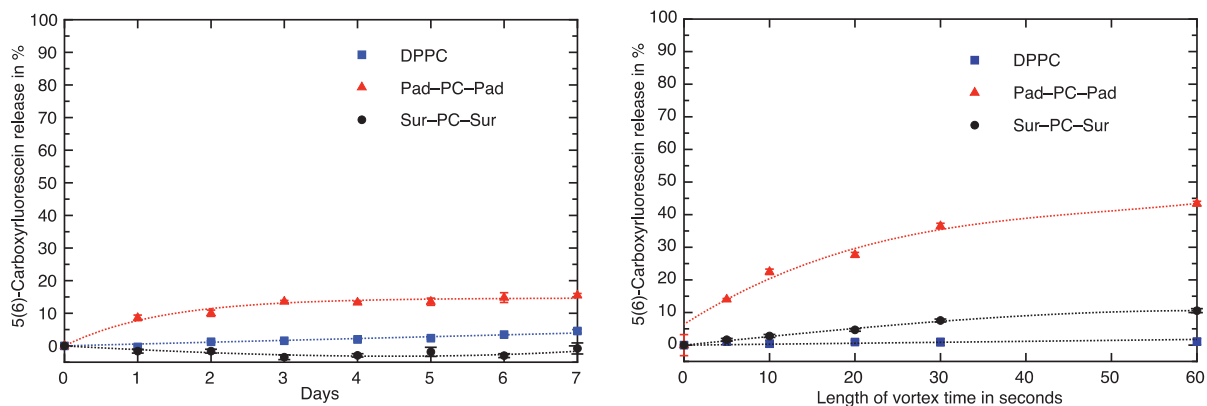 5(6)-Carboxyrluorescein release in %
100
90
80
70
60
50
40
30
20
10
0
DPPC
Pad–PC–Pad
Sur–PC–Sur
0 1 2 3 4 5 6 7
Days
5(6)-Carboxyrluorescein release in %
100
90
80
70
60
50
40
30
20
10
0
DPPC
Pad–PC–Pad
Sur–PC–Sur
0 10 20 30 40 50 60
Length of vortex time in seconds